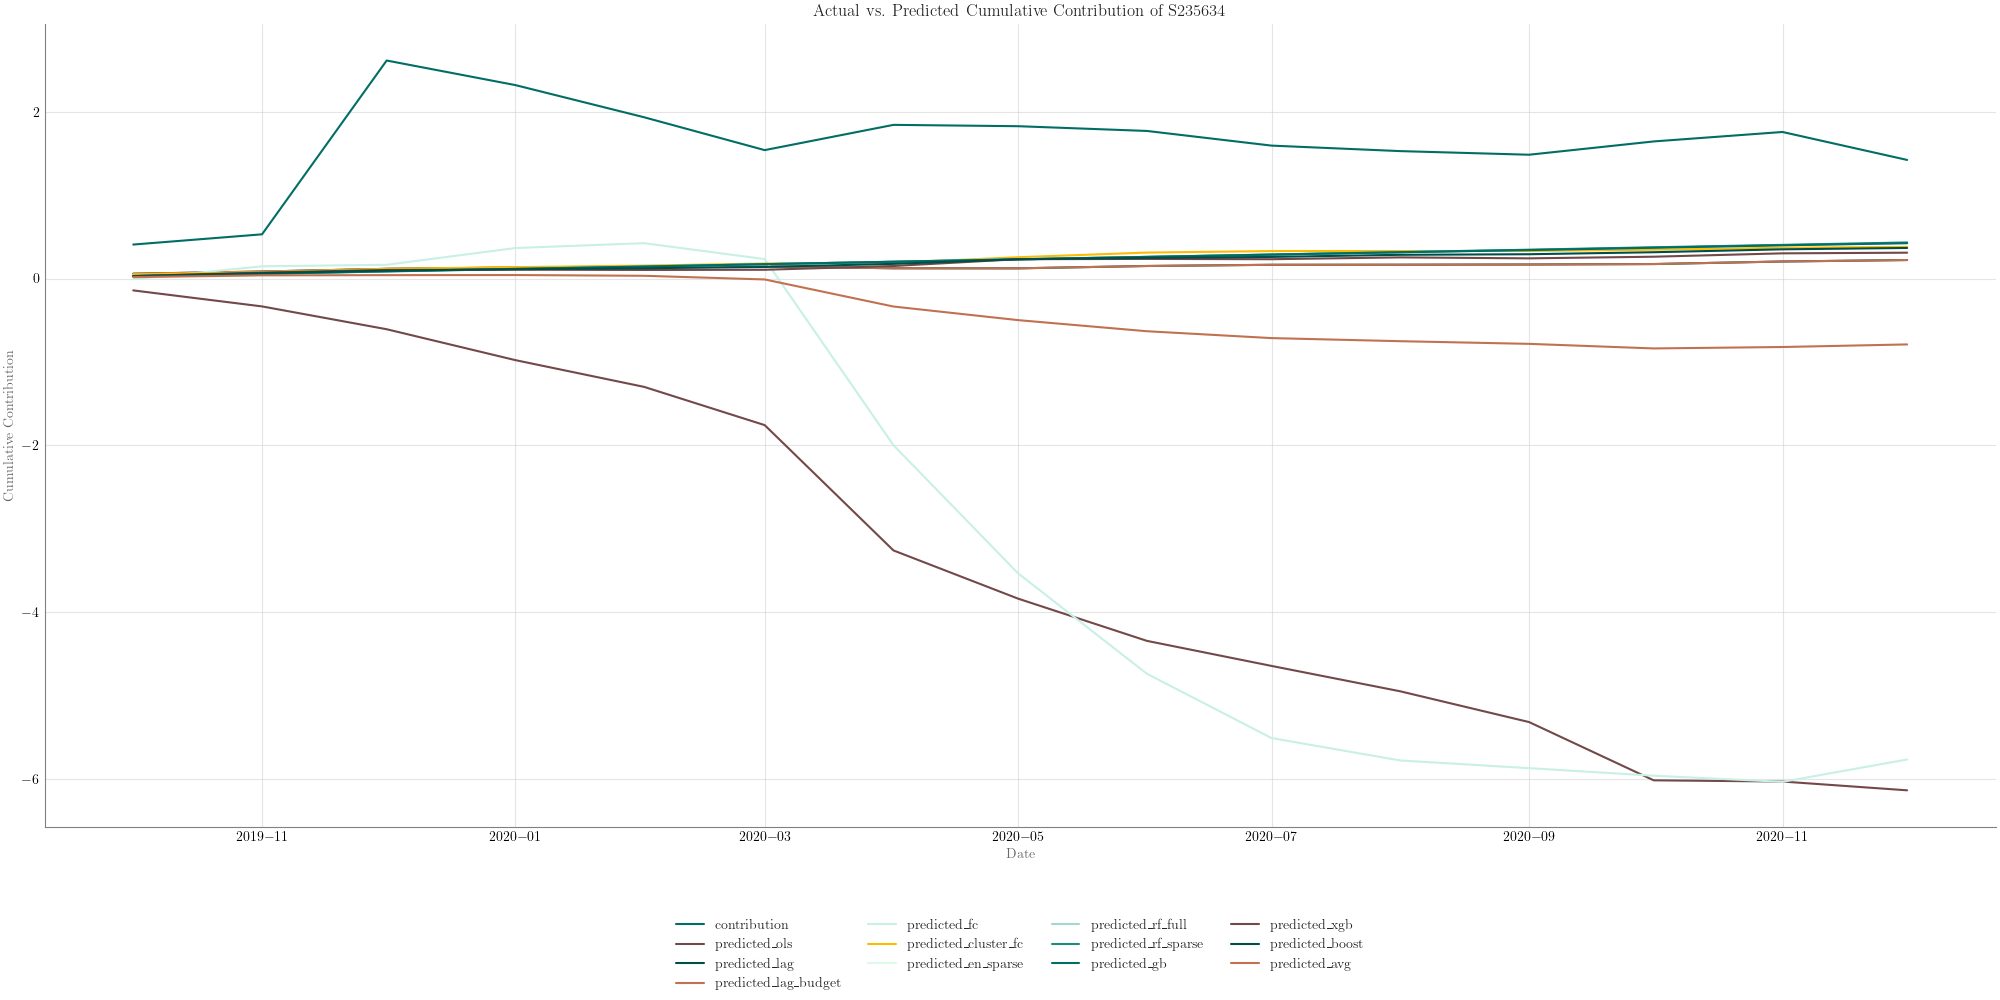 Actual vs. Predicted Cumulative Contribution of S235634
Cumulative Contribution
2
0
−2
−4
−6
2019−11
2020−01
2020−03
2020−05
2020−07
2020−09
2020−11
Date
contribution
predicted_ols
predicted_lag
predicted_lag_budget
predicted_fc
predicted_cluster_fc
predicted_en_sparse
predicted_rf_full
predicted_rf_sparse
predicted_gb
predicted_xgb
predicted_boost
predicted_avg